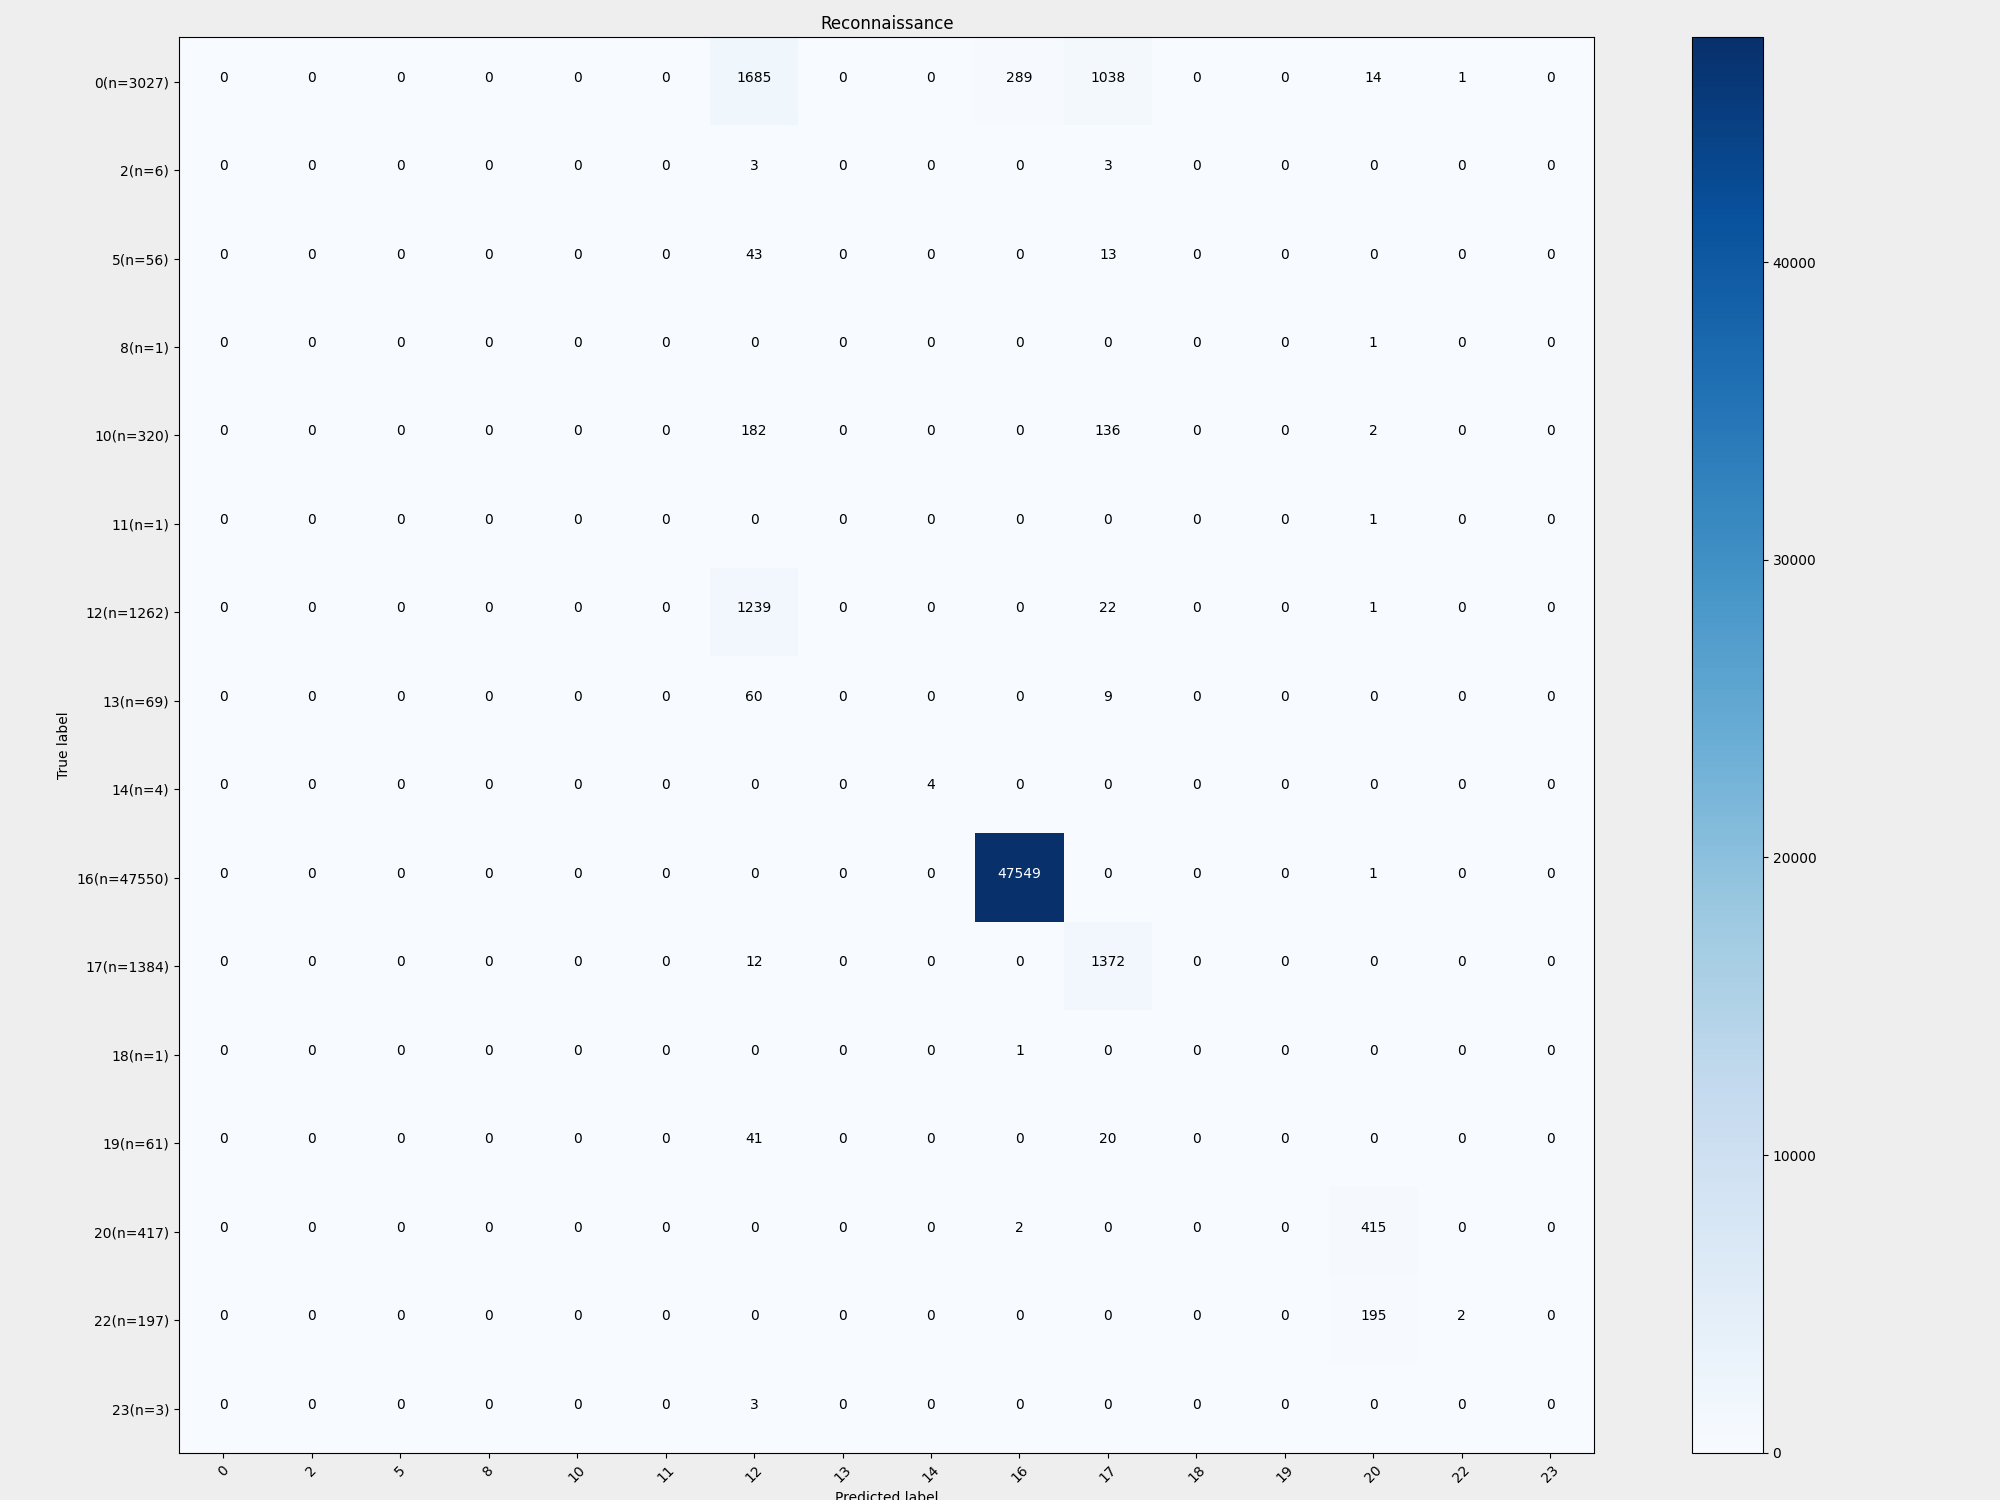 Reconnaissance
0(n=3027) 0 0 0 0 0 0 1685 0 0 289 1038 0 0 14 1 0
2(n=6) 0 0 0 0 0 0 3 0 0 0 3 0 0 0 0 0
5(n=56) 0 0 0 0 0 0 43 0 0 0 13 0 0 0 0 0
40000
8(n=1) 0 0 0 0 0 0 0 0 0 0 0 0 0 1 0 0
10(n=320) 0 0 0 0 0 0 182 0 0 0 136 0 0 2 0 0
11(n=1) 0 0 0 0 0 0 0 0 0 0 0 0 0 1 0 0
30000
12(n=1262) 0 0 0 0 0 0 1239 0 0 0 22 0 0 1 0 0
13(n=69) 0 0 0 0 0 0 60 0 0 0 9 0 0 0 0 0
True label
14(n=4) 0 0 0 0 0 0 0 0 4 0 0 0 0 0 0 0
20000
16(n=47550) 0 0 0 0 0 0 0 0 0 47549 0 0 0 1 0 0
17(n=1384) 0 0 0 0 0 0 12 0 0 0 1372 0 0 0 0 0
18(n=1) 0 0 0 0 0 0 0 0 0 1 0 0 0 0 0 0
19(n=61) 0 0 0 0 0 0 41 0 0 0 20 0 0 0 0 0
10000
20(n=417) 0 0 0 0 0 0 0 0 0 2 0 0 0 415 0 0
22(n=197) 0 0 0 0 0 0 0 0 0 0 0 0 0 195 2 0
23(n=3) 0 0 0 0 0 0 3 0 0 0 0 0 0 0 0 0
0
0 2 5 8 10 11 12 13 14 16 17 18 19 20 22 23
Predicted label